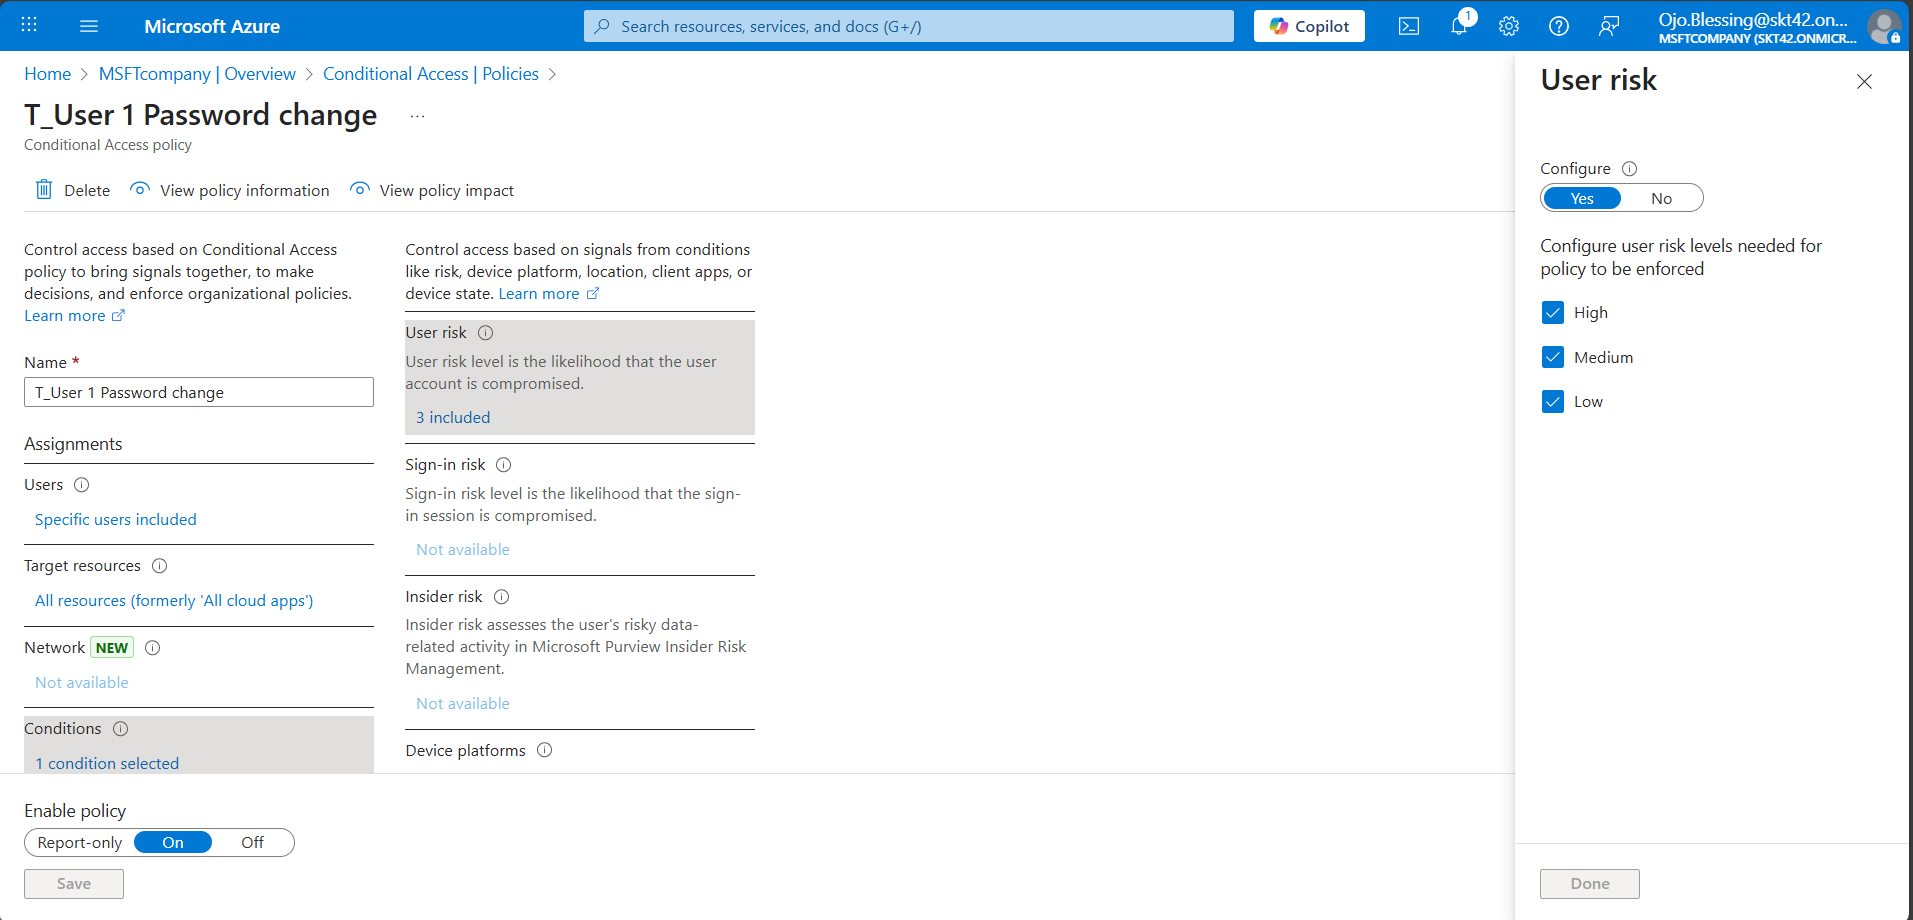 Microsoft Azure
Search resources, services, and docs (G+/)
Copilot
1
Ojo.Blessing@skt42.on...
MSFTCOMPANY (SKT42.ONMICR...
Home > MSFTcompany | Overview > Conditional Access | Policies >
T_User 1 Password change ...
Conditional Access policy
Delete
View policy information
View policy impact
Control access based on Conditional Access
policy to bring signals together, to make
decisions, and enforce organizational policies.
Learn more
Name *
T_User 1 Password change
Assignments
Users
Specific users included
Target resources
All resources (formerly 'All cloud apps')
Network NEW
Not available
Conditions
1 condition selected
Control access based on signals from conditions
like risk, device platform, location, client apps, or
device state. Learn more
User risk
User risk level is the likelihood that the user
account is compromised.
3 included
Sign-in risk
Sign-in risk level is the likelihood that the sign-
in session is compromised.
Not available
Insider risk
Insider risk assesses the user's risky data-
related activity in Microsoft Purview Insider Risk
Management.
Not available
Device platforms
Enable policy
Report-only On Off
Save
User risk
Configure
Yes No
Configure user risk levels needed for
policy to be enforced
High
Medium
Low
Done